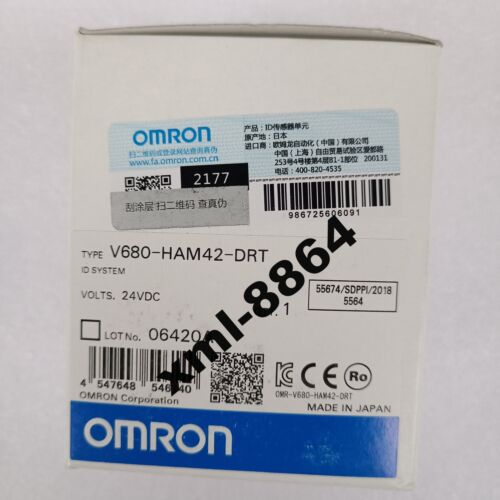 OMRON
扫二维码或登录网站查询真伪
www.fa.omron.com.cn
2177
刮涂层 扫二维码 查真伪
产品：ID传感器单元
原产地：日本
进口商：欧姆龙自动化（中国）有限公司
中国（上海）自由贸易试验区爱都路
253号4号楼第4层B1-1部位 200131
电话：400-820-4535
986725606091
TYPE V680-HAM42-DRT
ID SYSTEM
VOLTS. 24VDC
1
55674/SDPPI/2018
5564
LOT No. 06420
4 547648
OMRON Corporation
OMR-V680-HAM42-DRT
MADE IN JAPAN
OMRON
xml-8864